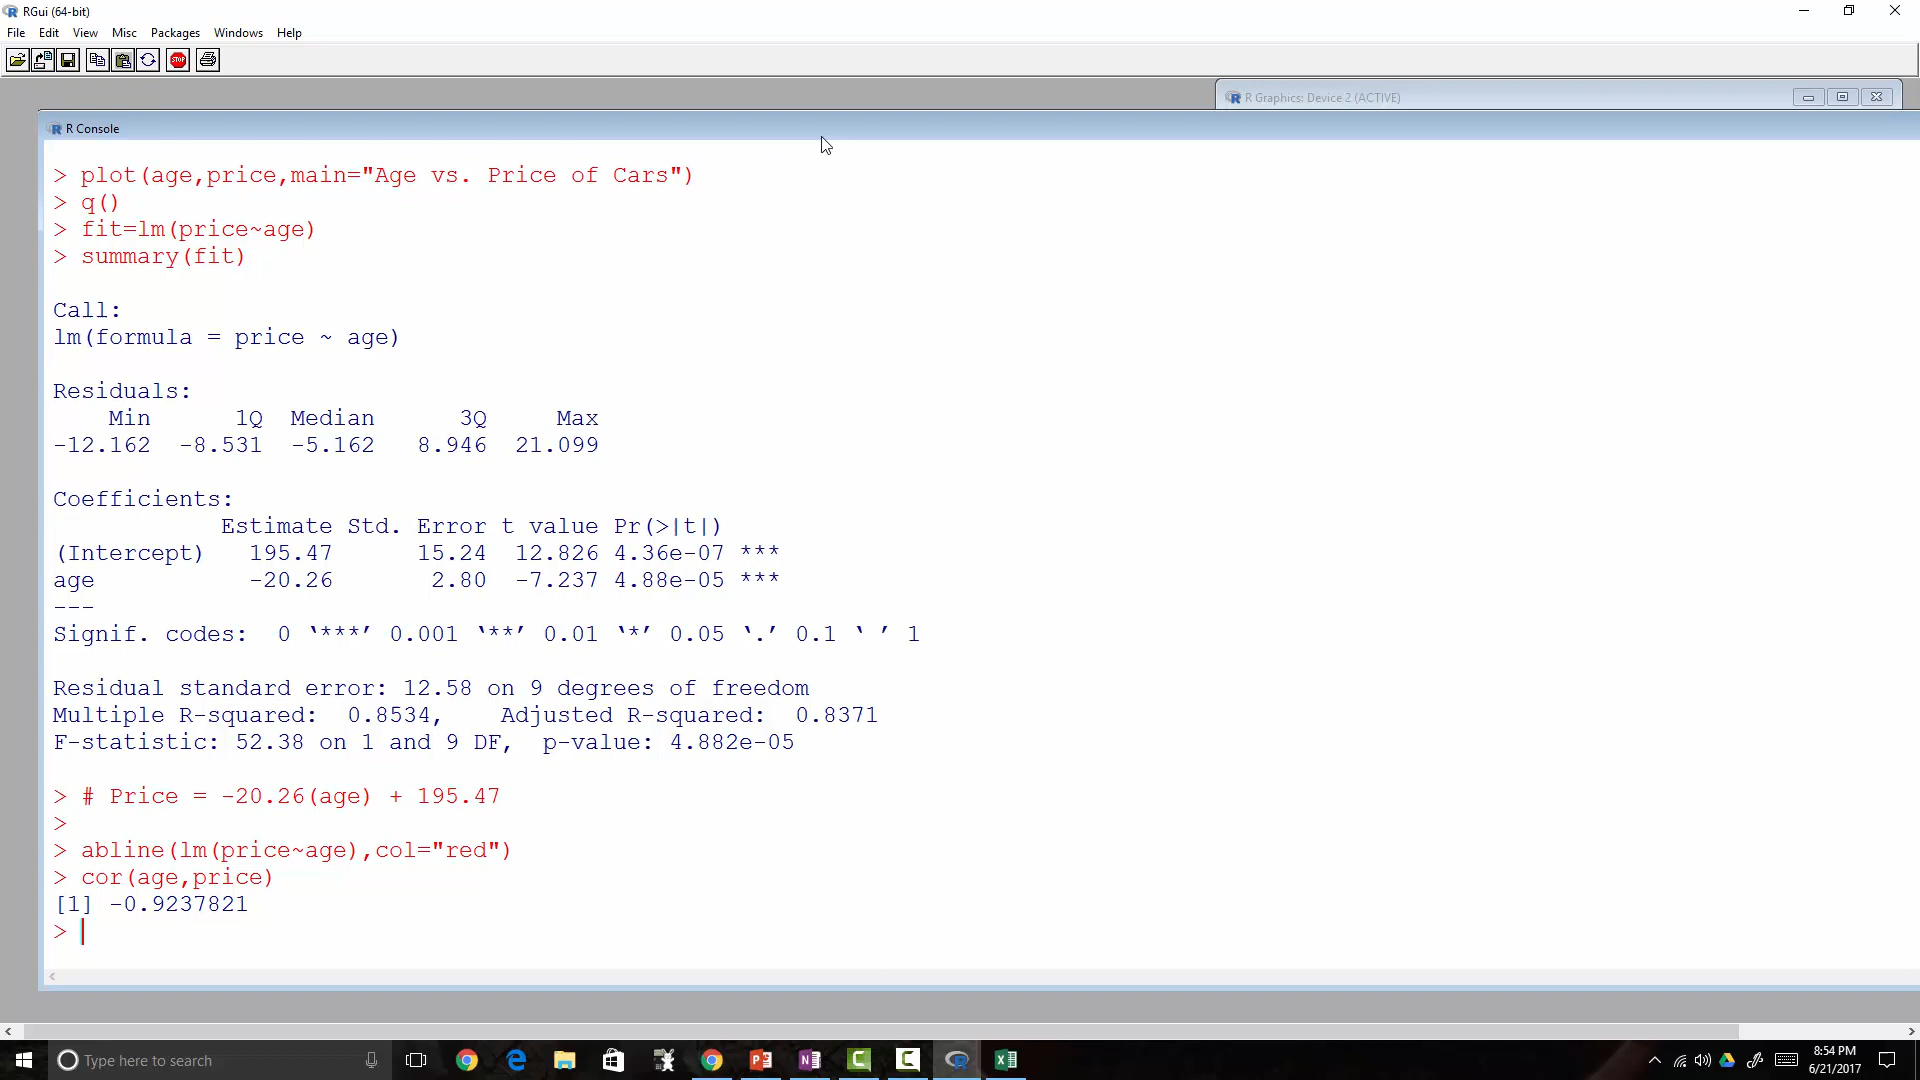 RGui (64-bit)
File Edit View Misc Packages Windows Help
STOP
R Graphics: Device 2 (ACTIVE)
R Console
> plot(age,price,main="Age vs. Price of Cars")
> q()
> fit=lm(price~age)
> summary(fit)
Call:
lm(formula = price ~ age)
Residuals:
    Min      1Q  Median      3Q     Max
-12.162  -8.531  -5.162   8.946  21.099
Coefficients:
            Estimate Std. Error t value Pr(>|t|)
(Intercept)   195.47      15.24  12.826 4.36e-07 ***
age           -20.26       2.80  -7.237 4.88e-05 ***
---
Signif. codes:  0 ‘***’ 0.001 ‘**’ 0.01 ‘*’ 0.05 ‘.’ 0.1 ‘ ’ 1
Residual standard error: 12.58 on 9 degrees of freedom
Multiple R-squared:  0.8534,    Adjusted R-squared:  0.8371
F-statistic: 52.38 on 1 and 9 DF,  p-value: 4.882e-05
> # Price = -20.26(age) + 195.47
>
> abline(lm(price~age),col="red")
> cor(age,price)
[1] -0.9237821
>
Type here to search
8:54 PM
6/21/2017